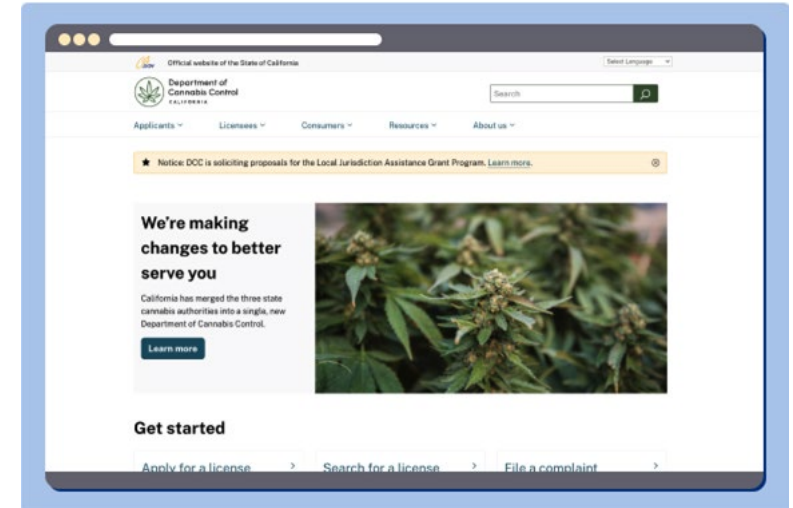 CA.GOV
Official website of the State of California
Select Language
Department of
Cannabis Control
CALIFORNIA
Search
Applicants
Licensees
Consumers
Resources
About us
Notice: DCC is soliciting proposals for the Local Jurisdiction Assistance Grant Program. Learn more.
We're making
changes to better
serve you
California has merged the three state
cannabis authorities into a single, new
Department of Cannabis Control.
Learn more
Get started
Apply for a license
Search for a license
File a complaint